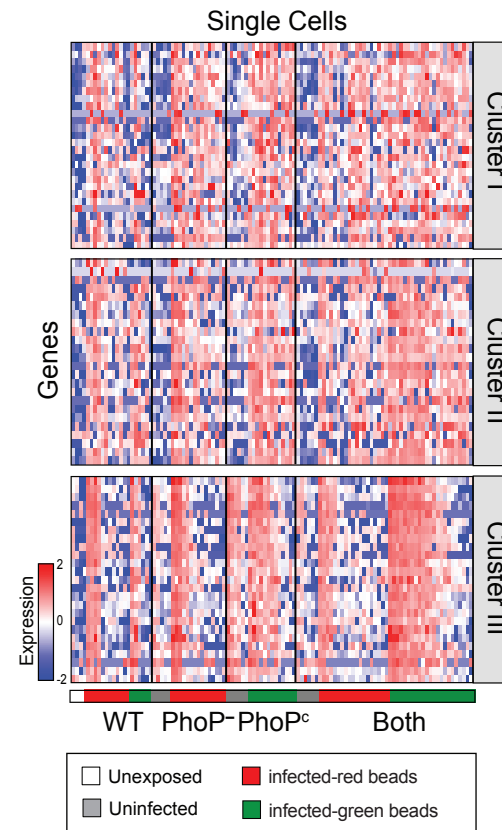 Single Cells
Cluster I
Genes
Cluster II
Cluster III
Expression
2
0
-2
WT PhoP⁻ PhoPᶜ Both
Unexposed
infected-red beads
Uninfected
infected-green beads